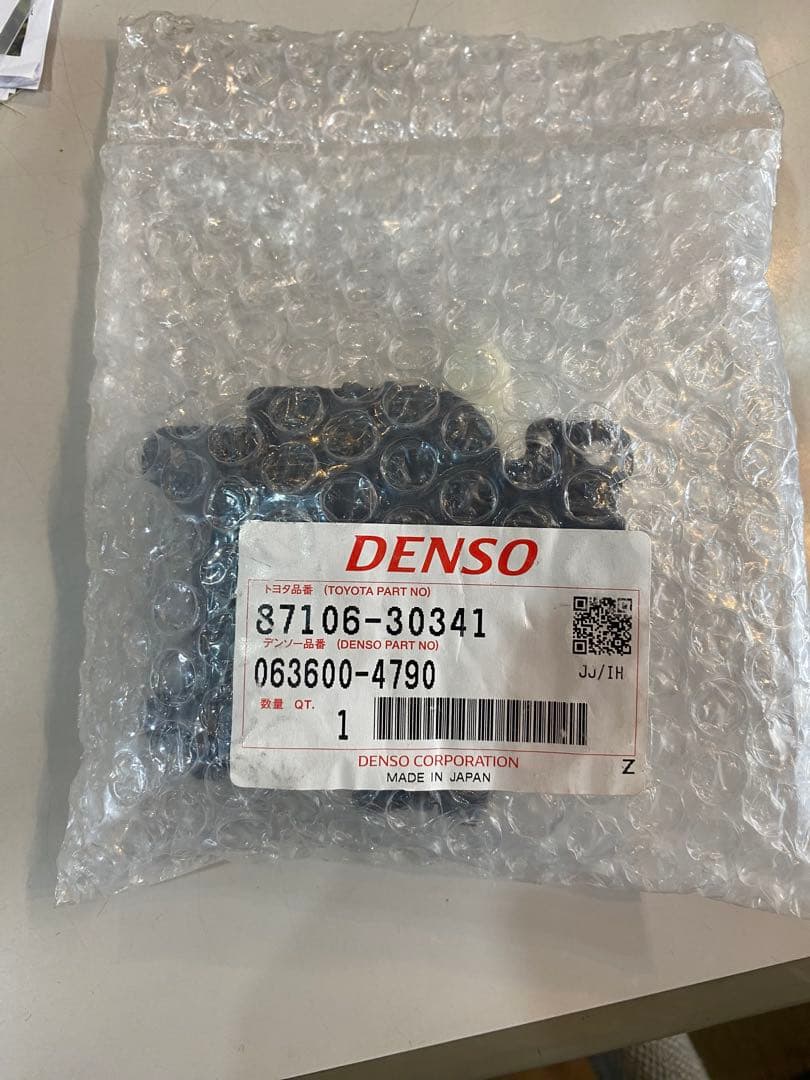 DENSO
トヨタ品番 (TOYOTA PART NO)
87106-30341
デンソー品番 (DENSO PART NO)
063600-4790
JJ/IH
数量 QT.
1
DENSO CORPORATION
MADE IN JAPAN
Z